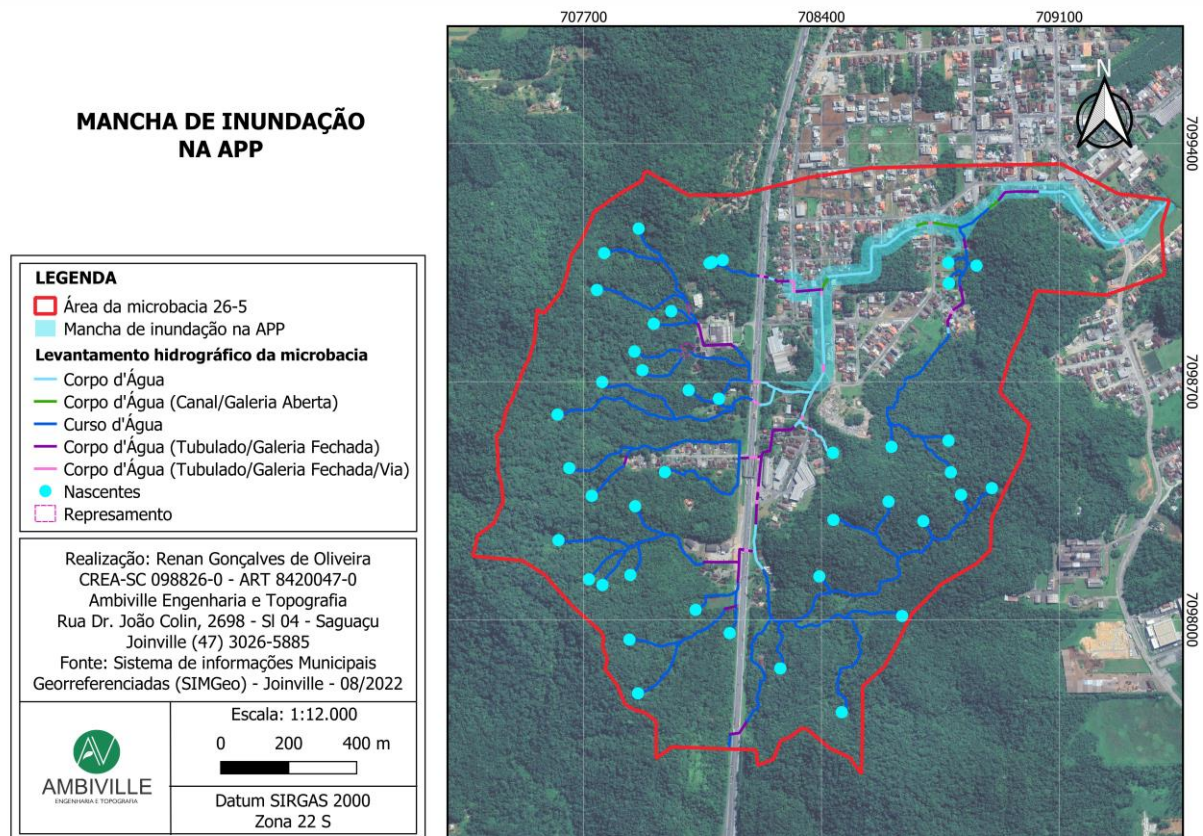 707700
708400
709100
MANCHA DE INUNDAÇÃO
NA APP
N
7099400
7098700
7098000
LEGENDA
Área da microbacia 26-5
Mancha de inundação na APP
Levantamento hidrográfico da microbacia
Corpo d'Água
Corpo d'Água (Canal/Galeria Aberta)
Curso d'Água
Corpo d'Água (Tubulado/Galeria Fechada)
Corpo d'Água (Tubulado/Galeria Fechada/Via)
Nascentes
Represamento
Realização: Renan Gonçalves de Oliveira
CREA-SC 098826-0 - ART 8420047-0
Ambiville Engenharia e Topografia
Rua Dr. João Colin, 2698 - Sl 04 - Saguaçu
Joinville (47) 3026-5885
Fonte: Sistema de informações Municipais
Georreferenciadas (SIMGeo) - Joinville - 08/2022
AMBIVILLE
ENGENHARIA E TOPOGRAFIA
Escala: 1:12.000
0 200 400 m
Datum SIRGAS 2000
Zona 22 S